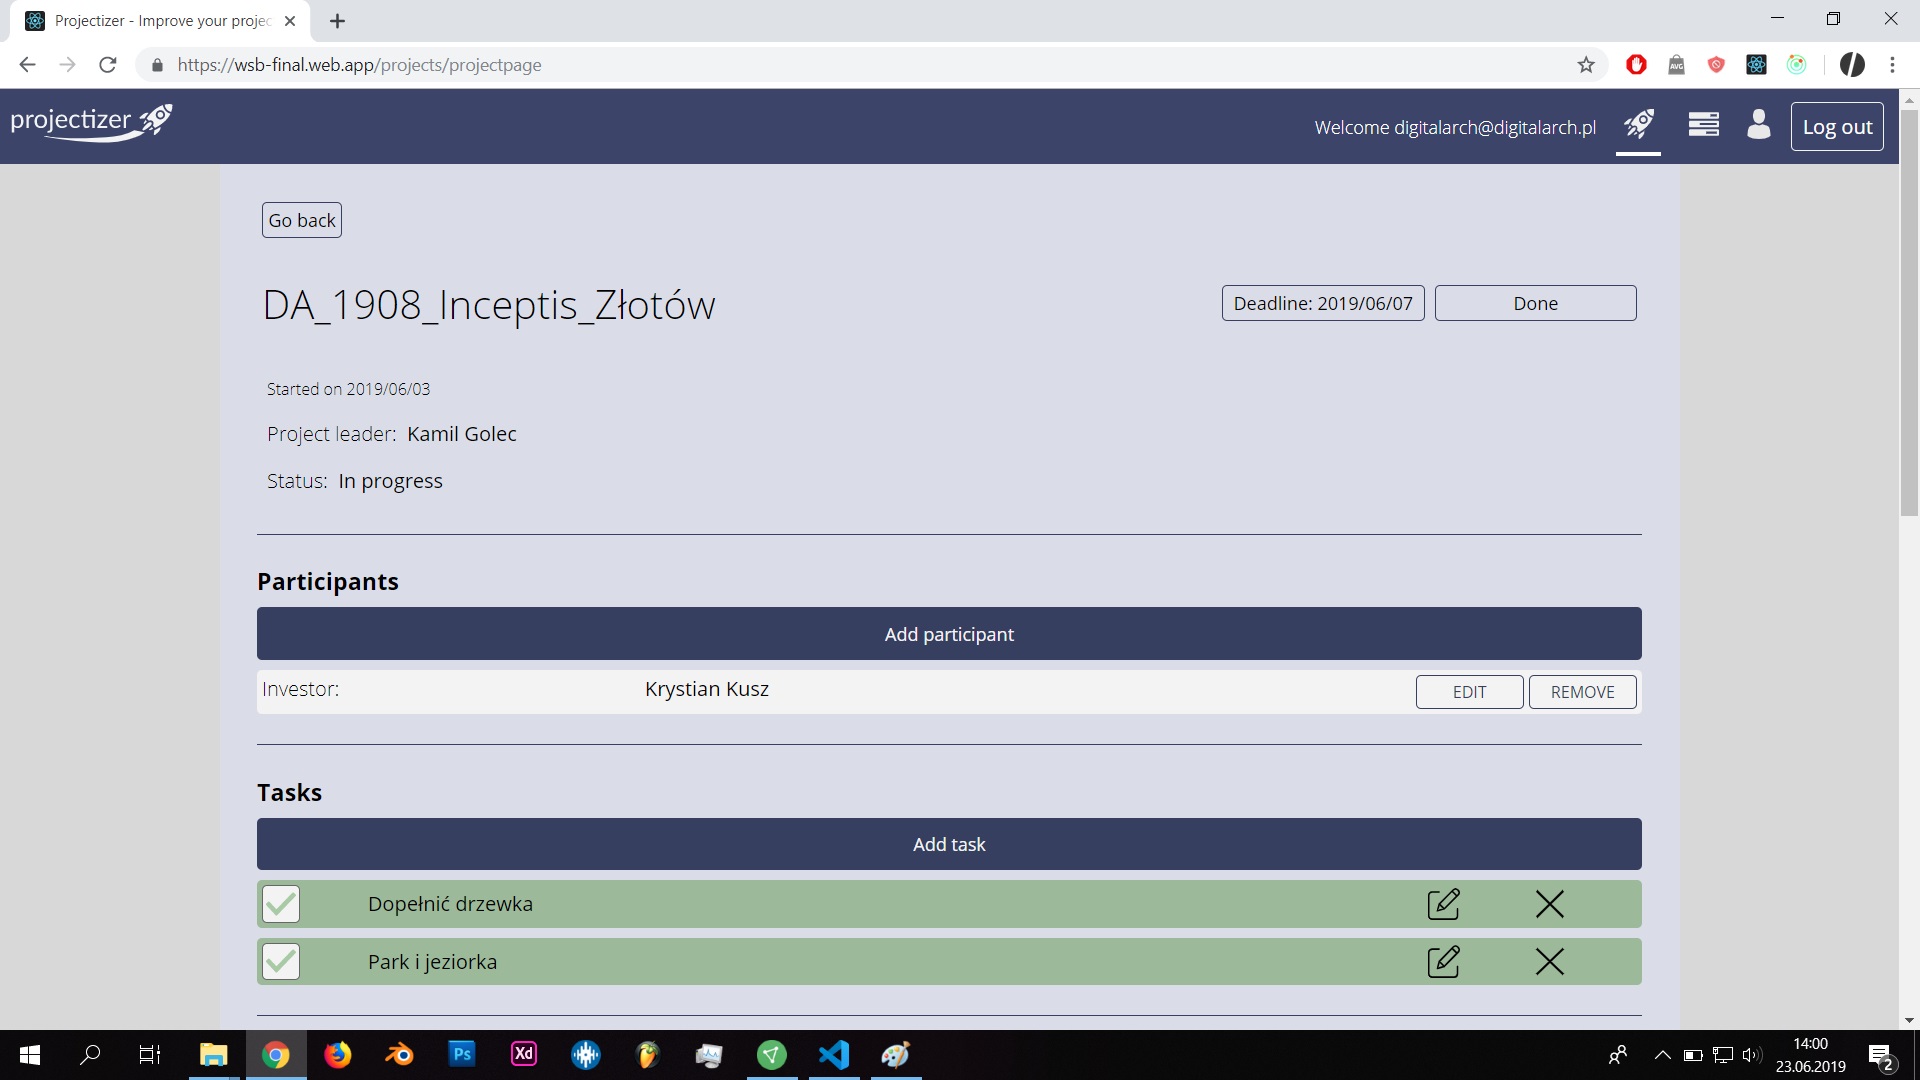 Projectizer - Improve your projec
https://wsb-final.web.app/projects/projectpage
projectizer
Welcome digitalarch@digitalarch.pl
Log out
Go back
DA_1908_Inceptis_Złotów
Deadline: 2019/06/07
Done
Started on 2019/06/03
Project leader: Kamil Golec
Status: In progress
Participants
Add participant
Investor: Krystian Kusz
EDIT
REMOVE
Tasks
Add task
Dopełnić drzewka
Park i jeziorka
Ps
Xd
14:00
23.06.2019
2